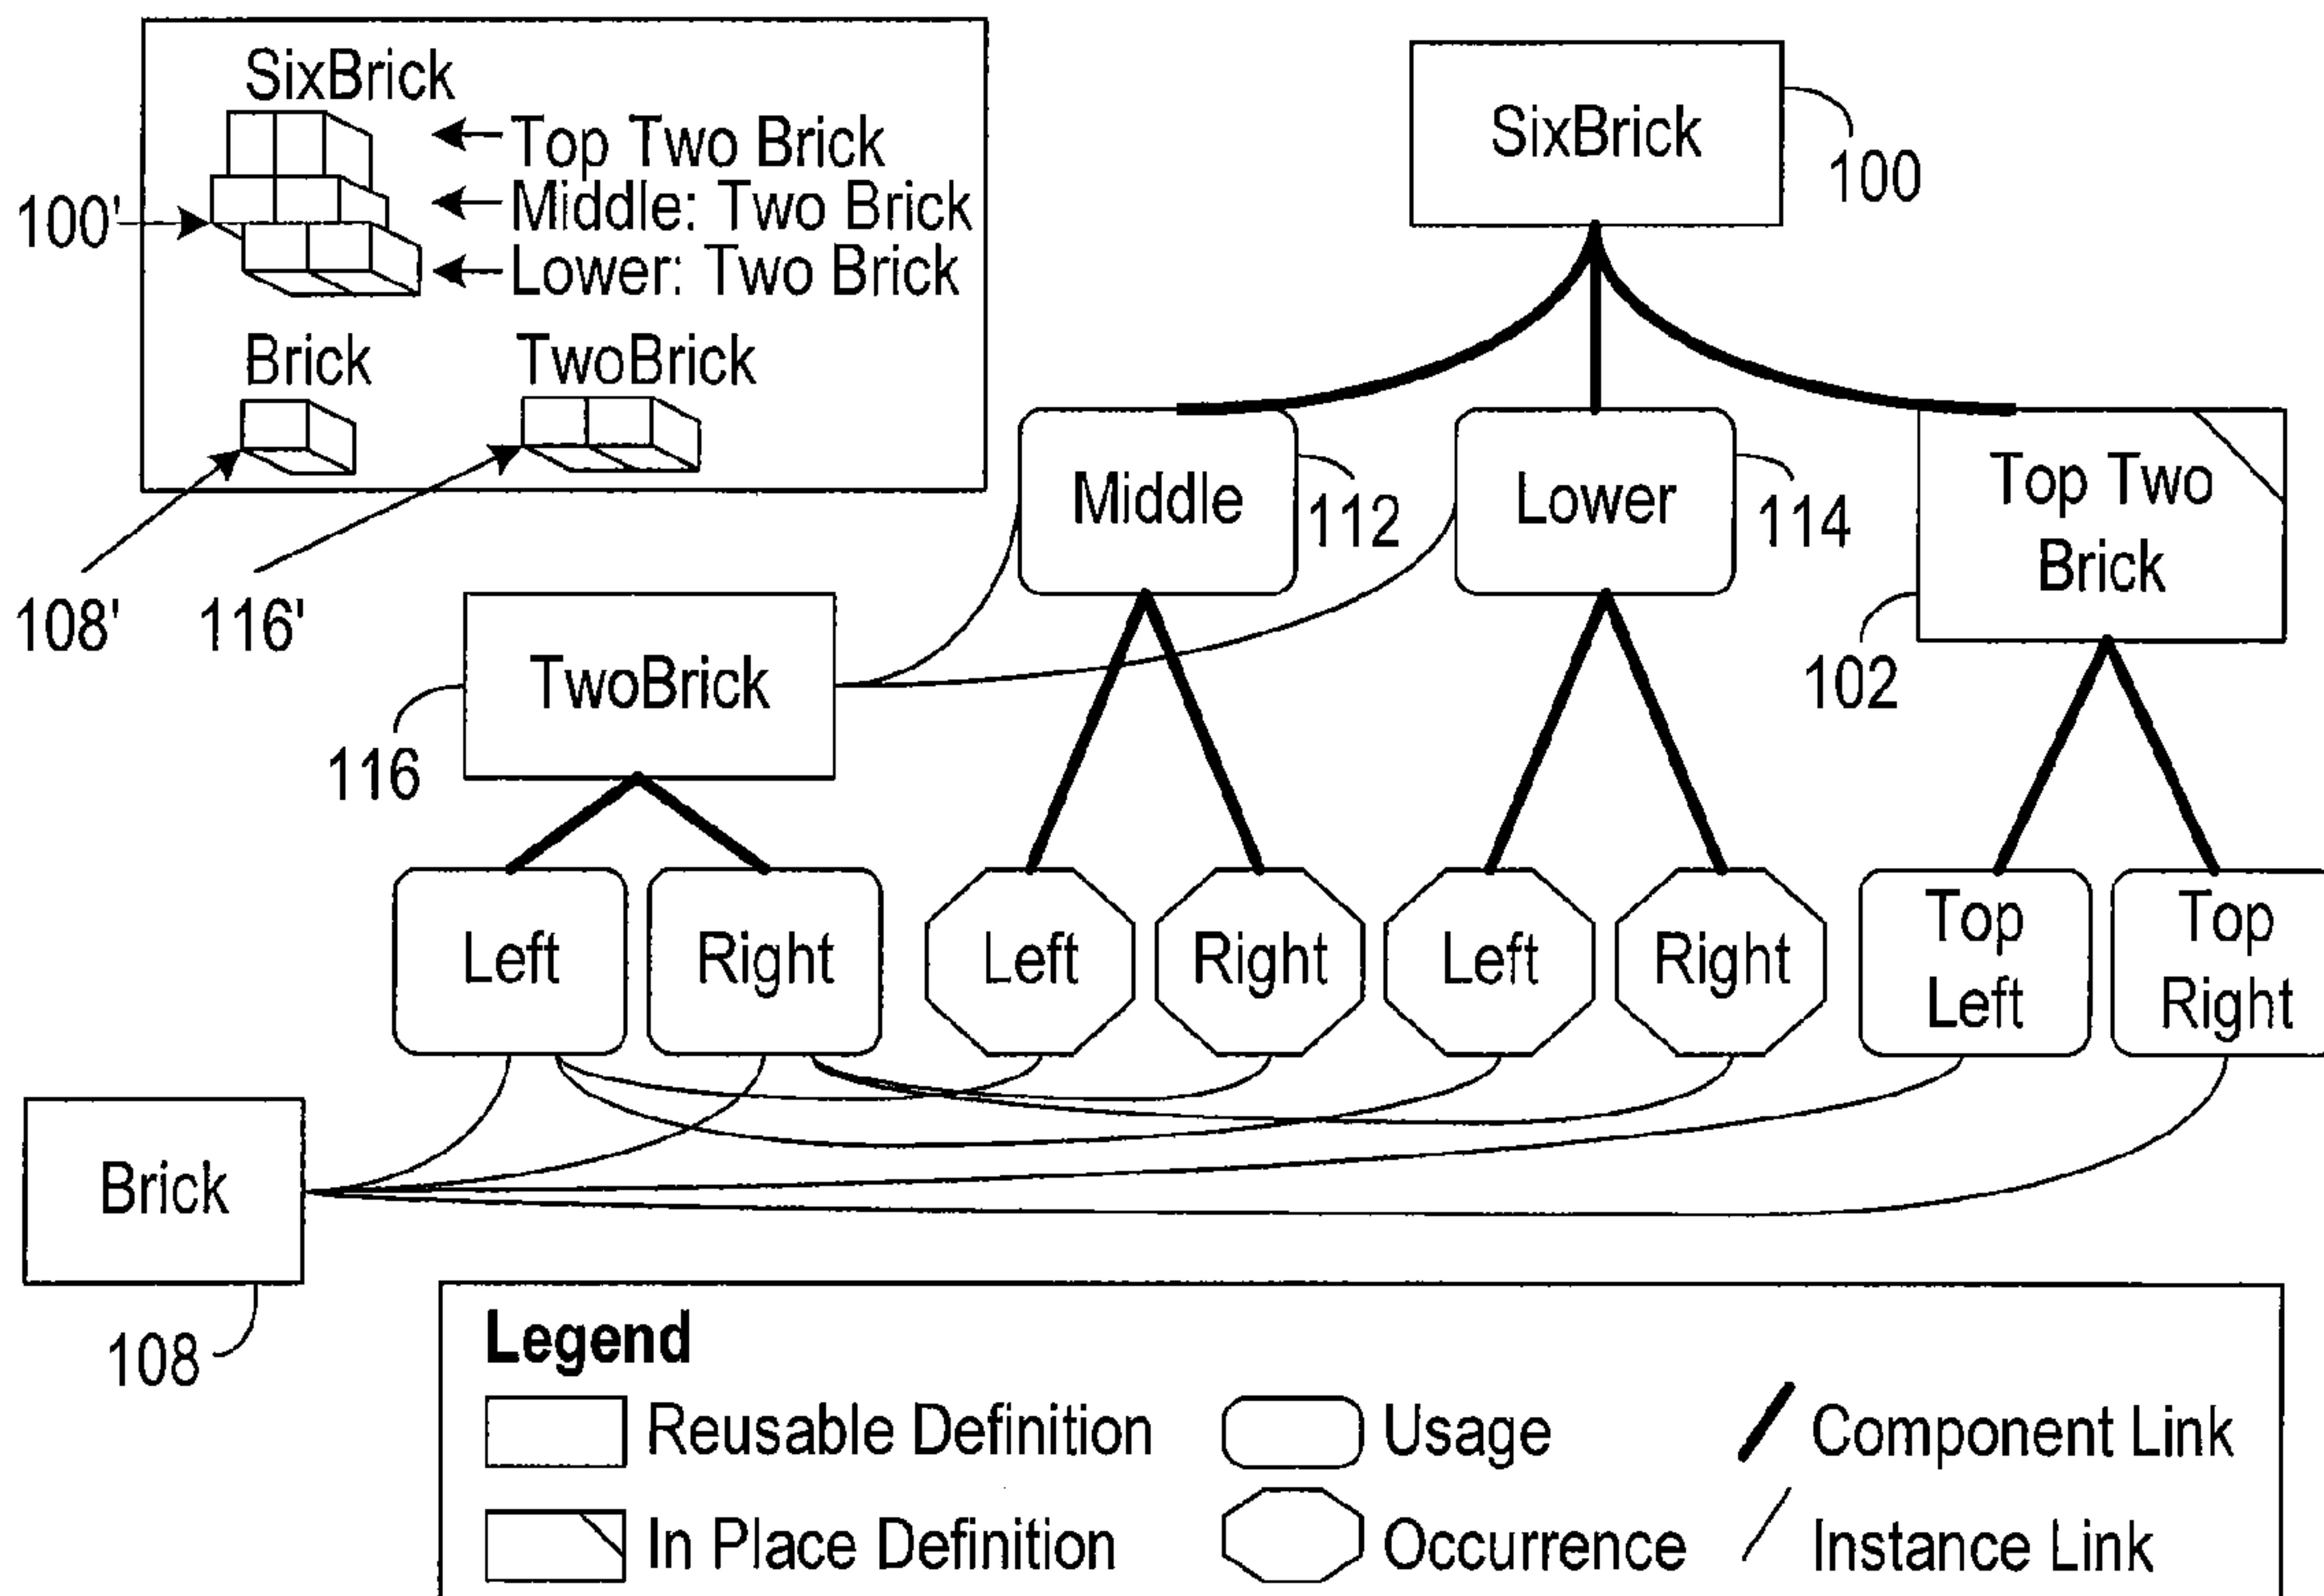 SixBrick
Top Two Brick
Middle: Two Brick
Lower: Two Brick
100'
Brick
TwoBrick
108'
116'
SixBrick
100
Middle
112
Lower
114
Top Two
Brick
102
TwoBrick
116
Left
Right
Left
Right
Left
Right
Top
Left
Top
Right
Brick
108
Legend
Reusable Definition
Usage
Component Link
In Place Definition
Occurrence
Instance Link